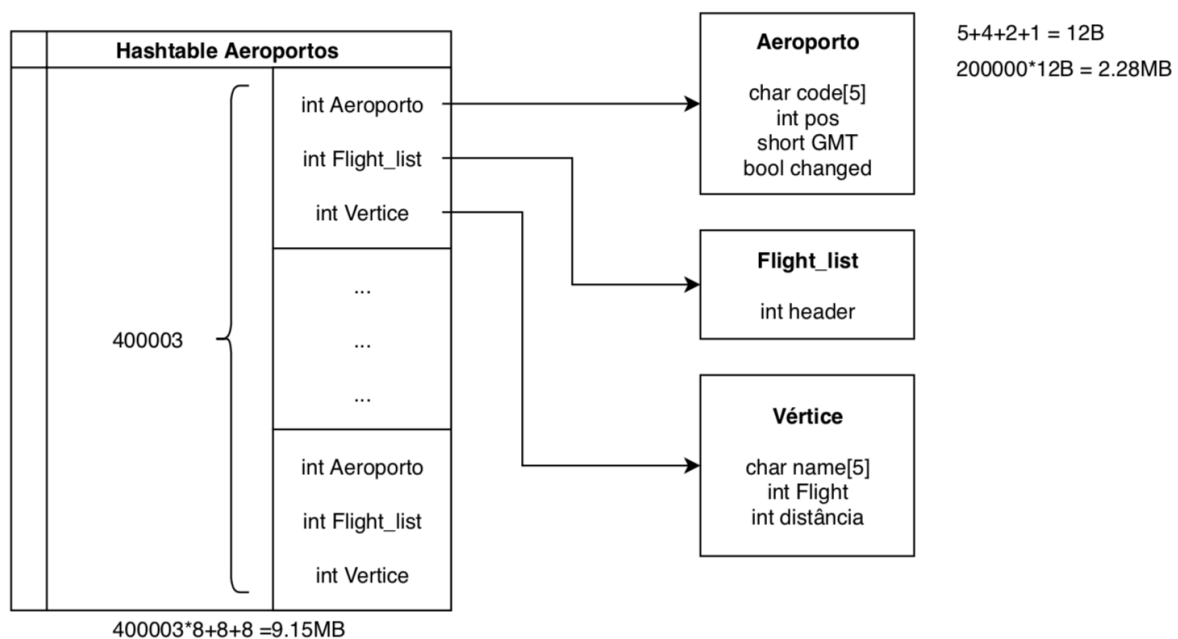 Hashtable Aeroportos
int Aeroporto
int Flight_list
int Vertice
...
...
...
400003
int Aeroporto
int Flight_list
int Vertice
400003*8+8+8 =9.15MB
Aeroporto
char code[5]
int pos
short GMT
bool changed
Flight_list
int header
Vértice
char name[5]
int Flight
int distância
5+4+2+1 = 12B
200000*12B = 2.28MB